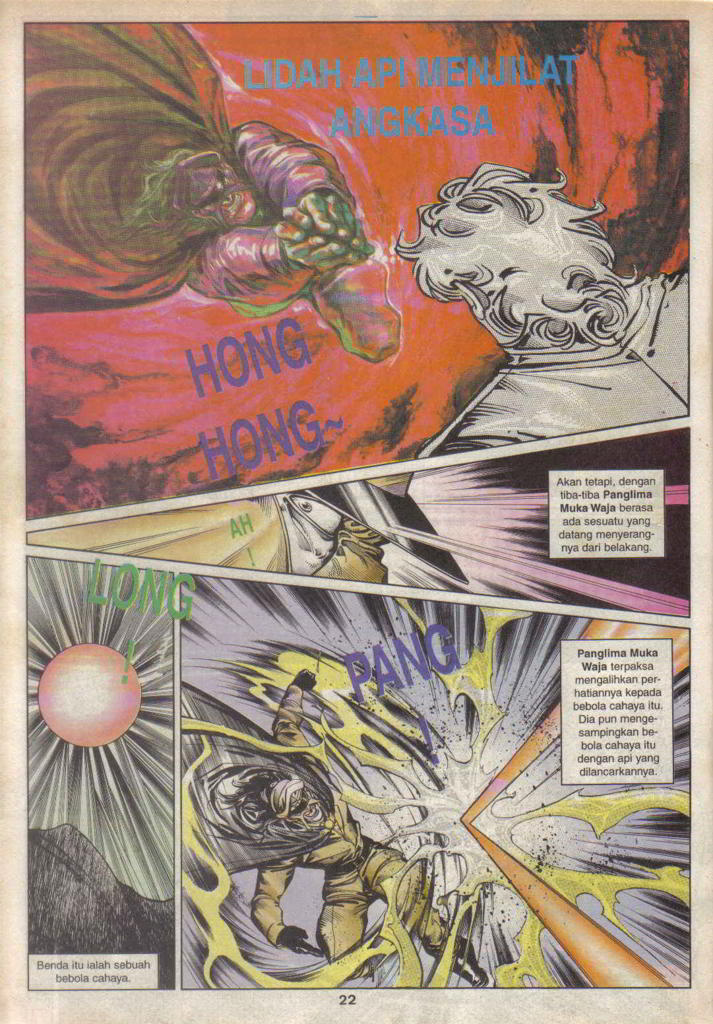 LIDAH API MENJILAT
ANGKASA
HONG
HONG~
Akan tetapi, dengan
tiba-tiba Panglima
Muka Waja berasa
ada sesuatu yang
datang menyerang-
nya dari belakang.
AH
!
LONG
!
Benda itu ialah sebuah
bebola cahaya.
PANG
!
Panglima Muka
Waja terpaksa
mengalihkan per-
hatiannya kepada
bebola cahaya itu.
Dia pun menge-
sampingkan be-
bola cahaya itu
dengan api yang
dilancarkannya.
22